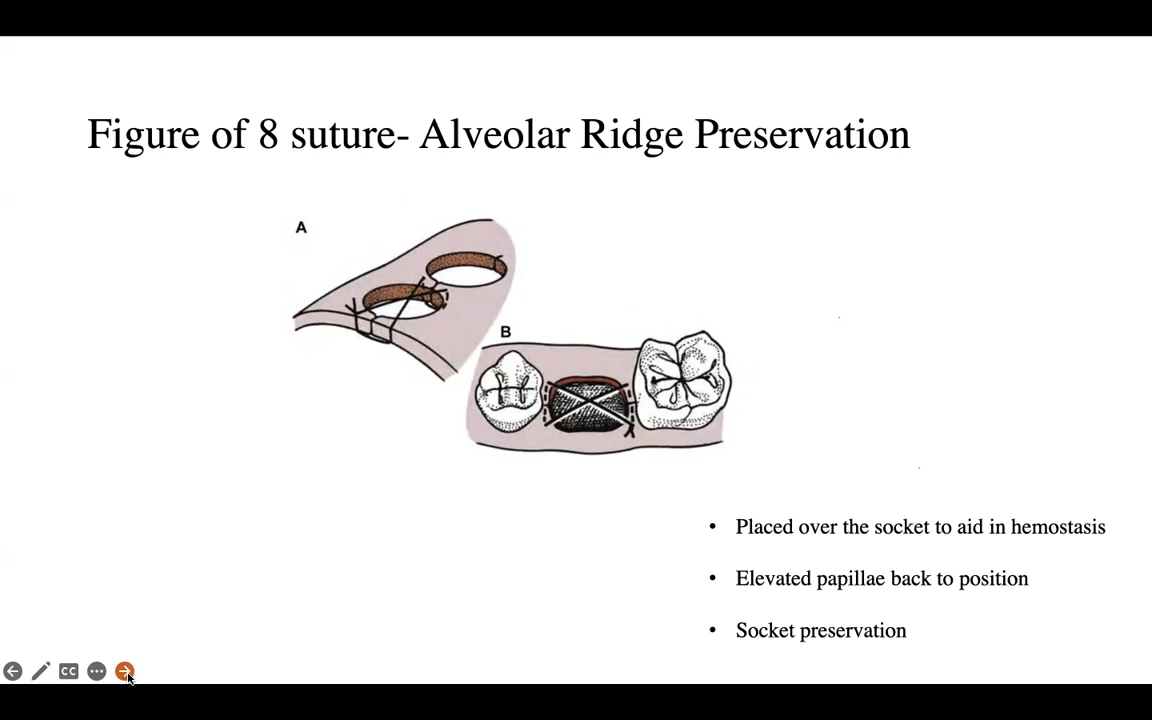 Figure of 8 suture- Alveolar Ridge Preservation
A
B
• Placed over the socket to aid in hemostasis
• Elevated papillae back to position
• Socket preservation
CC